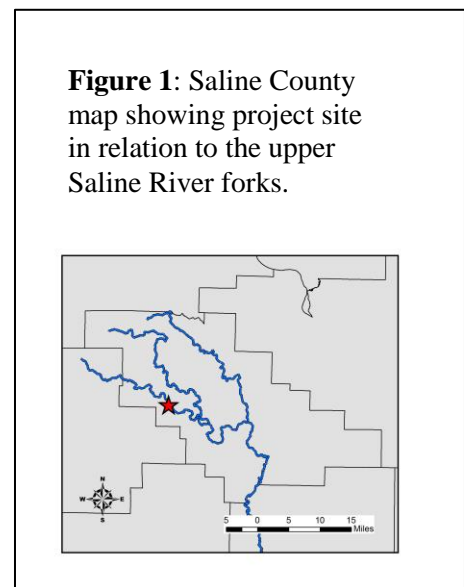 Figure 1: Saline County
map showing project site
in relation to the upper
Saline River forks.
N
W E
S
5 0 5 10 15
Miles